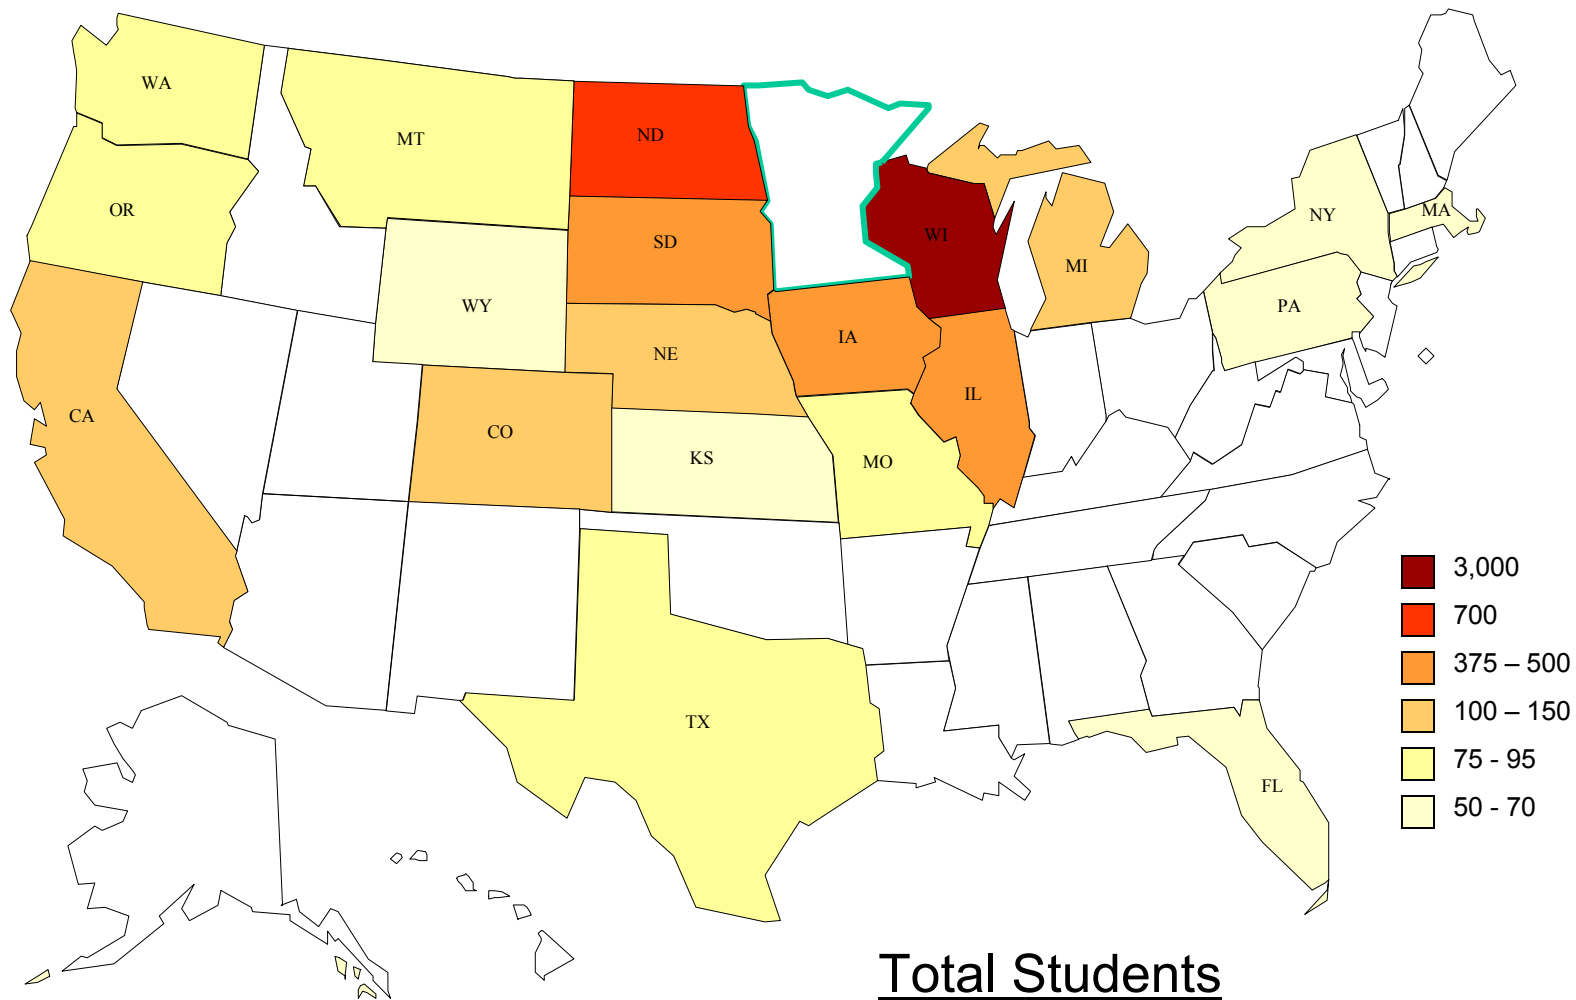 WA
MT
ND
OR
SD
WI
MI
NY
MA
WY
NE
IA
PA
CA
CO
KS
MO
IL
TX
FL
3,000
700
375 – 500
100 – 150
75 - 95
50 - 70
Total Students